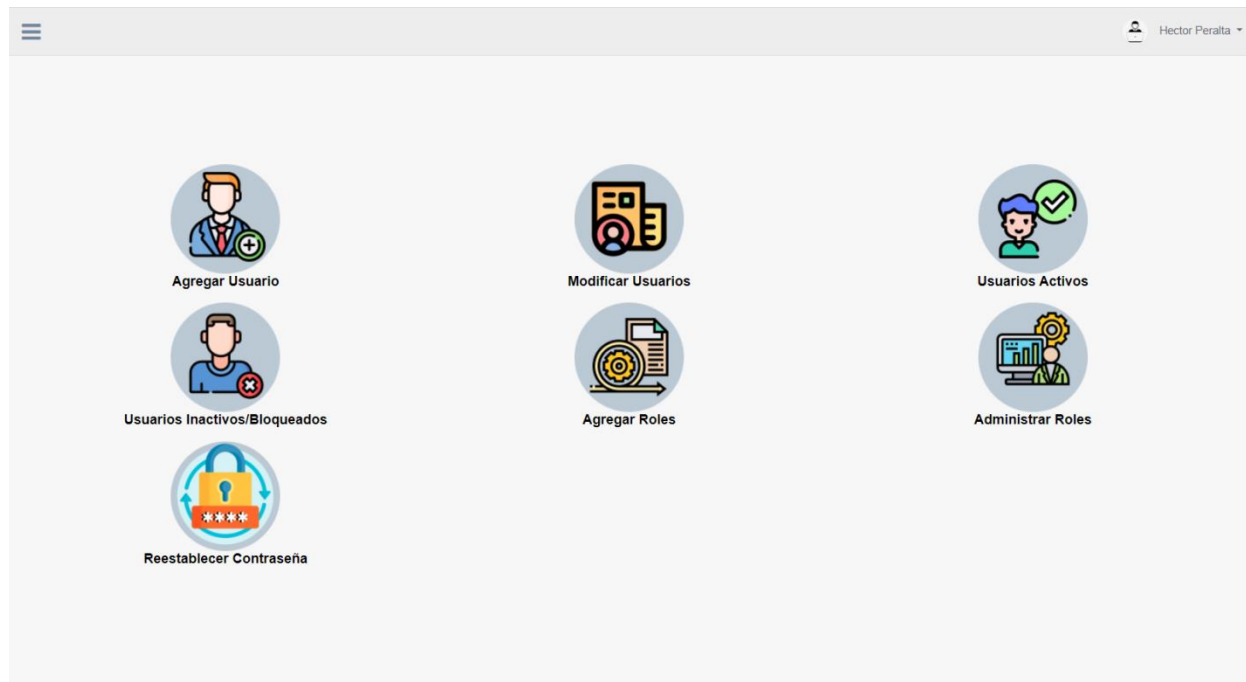 Hector Peralta
Agregar Usuario
Modificar Usuarios
Usuarios Activos
Usuarios Inactivos/Bloqueados
Agregar Roles
Administrar Roles
****
Reestablecer Contraseña